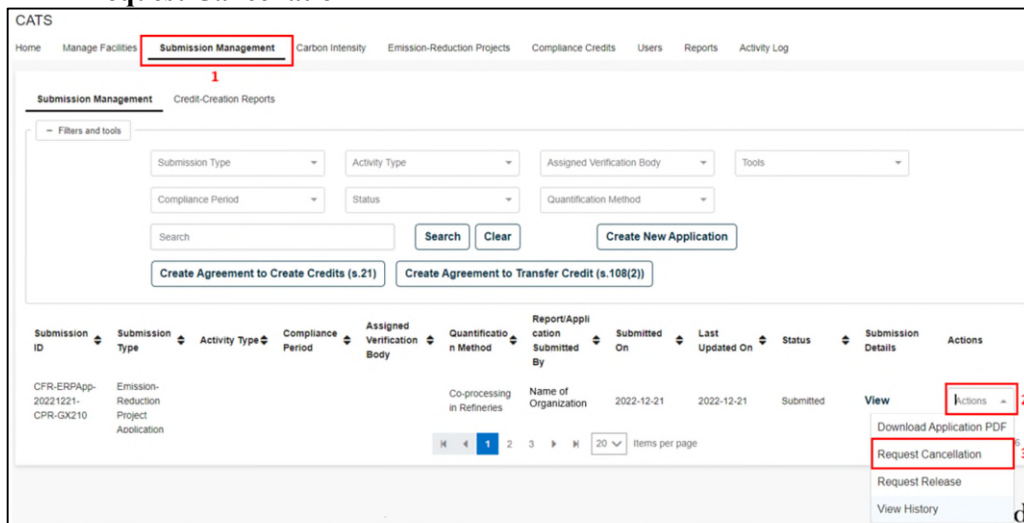 Request Cancellation
CATS
Home Manage Facilities Submission Management Carbon Intensity Emission-Reduction Projects Compliance Credits Users Reports Activity Log
1
Submission Management Credit-Creation Reports
− Filters and tools
Submission Type Activity Type Assigned Verification Body Tools
Compliance Period Status Quantification Method
Search Search Clear Create New Application
Create Agreement to Create Credits (s.21) Create Agreement to Transfer Credit (s.108(2))
Submission ID Submission Type Activity Type Compliance Period Assigned Verification Body Quantificatio n Method Report/Appli cation Submitted By Submitted On Last Updated On Status Submission Details Actions
CFR-ERPApp-20221221-CPR-GX210 Emission-Reduction Project Application Co-processing in Refineries Name of Organization 2022-12-21 2022-12-21 Submitted View Actions 2
Download Application PDF
1 2 3 20 Items per page
Request Cancellation 3
Request Release
View History
d